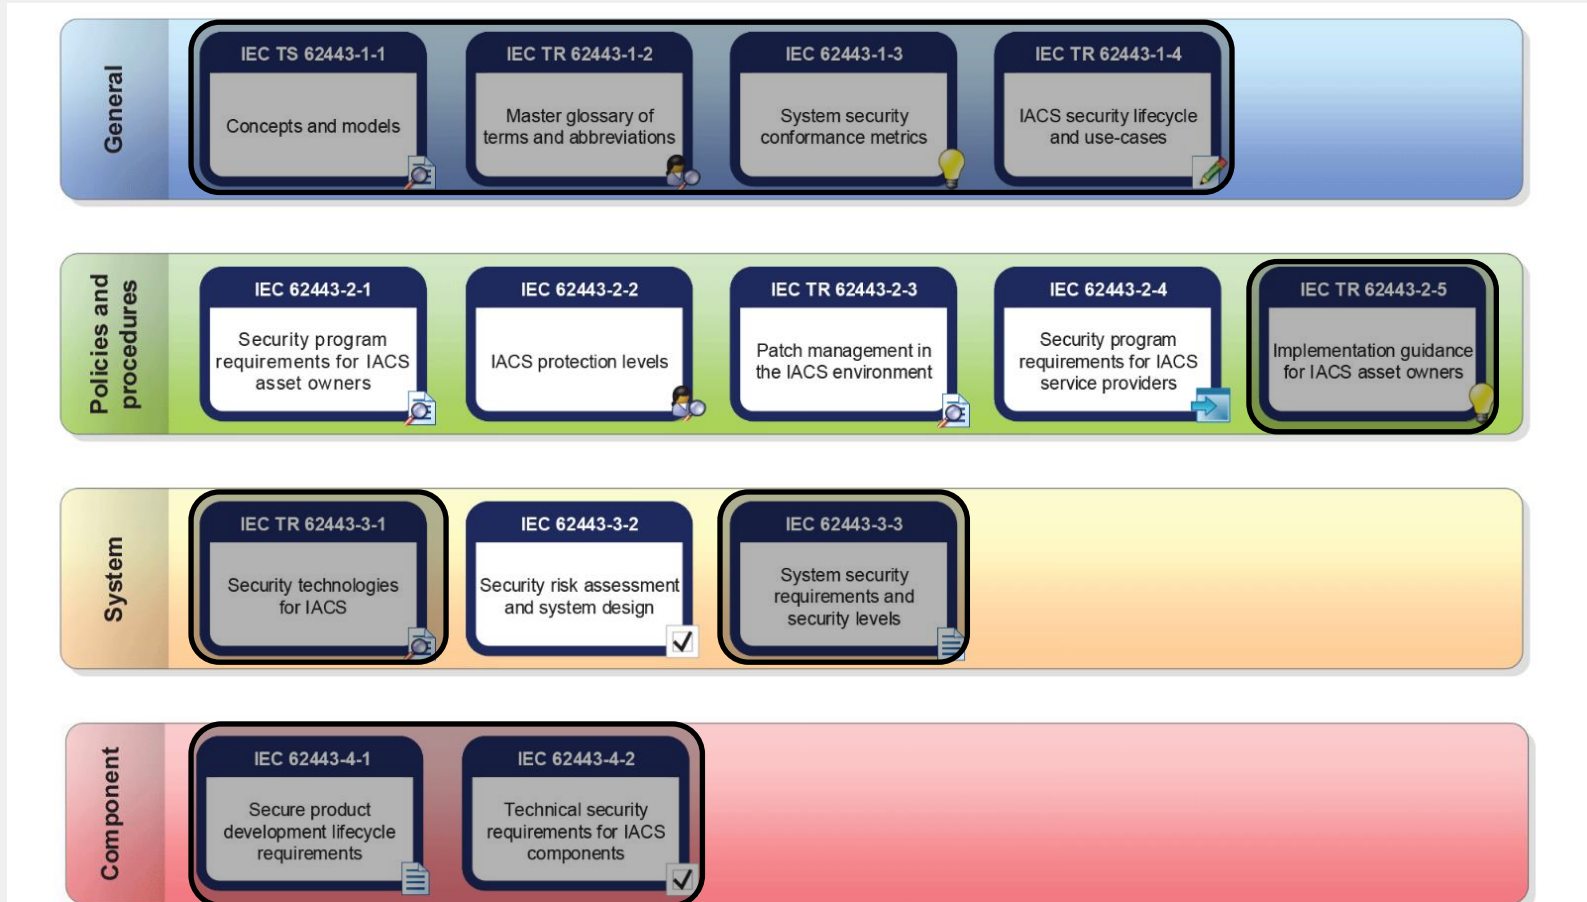 General
IEC TS 62443-1-1
Concepts and models
IEC TR 62443-1-2
Master glossary of
terms and abbreviations
IEC 62443-1-3
System security
conformance metrics
IEC TR 62443-1-4
IACS security lifecycle
and use-cases
Policies and
procedures
IEC 62443-2-1
Security program
requirements for IACS
asset owners
IEC 62443-2-2
IACS protection levels
IEC TR 62443-2-3
Patch management in
the IACS environment
IEC 62443-2-4
Security program
requirements for IACS
service providers
IEC TR 62443-2-5
Implementation guidance
for IACS asset owners
System
IEC TR 62443-3-1
Security technologies
for IACS
IEC 62443-3-2
Security risk assessment
and system design
IEC 62443-3-3
System security
requirements and
security levels
Component
IEC 62443-4-1
Secure product
development lifecycle
requirements
IEC 62443-4-2
Technical security
requirements for IACS
components